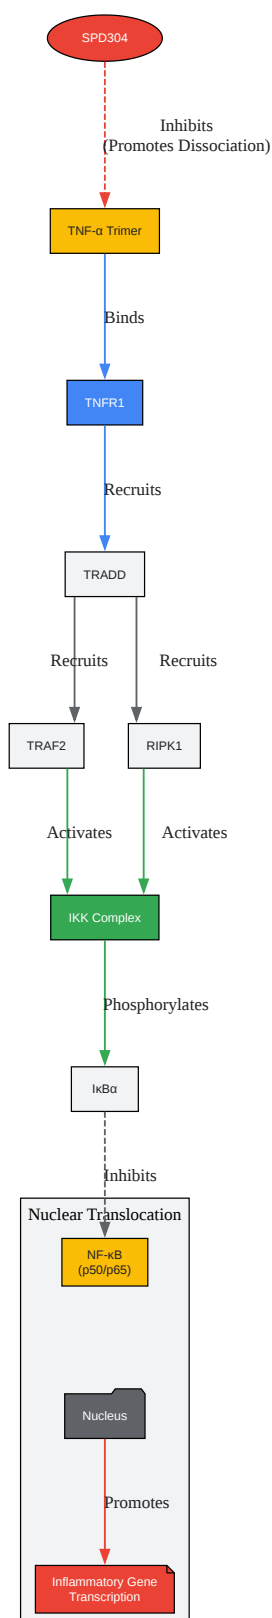 SPD304
Inhibits
(Promotes Dissociation)
TNF-α Trimer
Binds
TNFR1
Recruits
TRADD
Recruits
Recruits
TRAF2
RIPK1
Activates
Activates
IKK Complex
Phosphorylates
IκBα
Inhibits
Nuclear Translocation
NF-κB
(p50/p65)
Nucleus
Promotes
Inflammatory Gene
Transcription